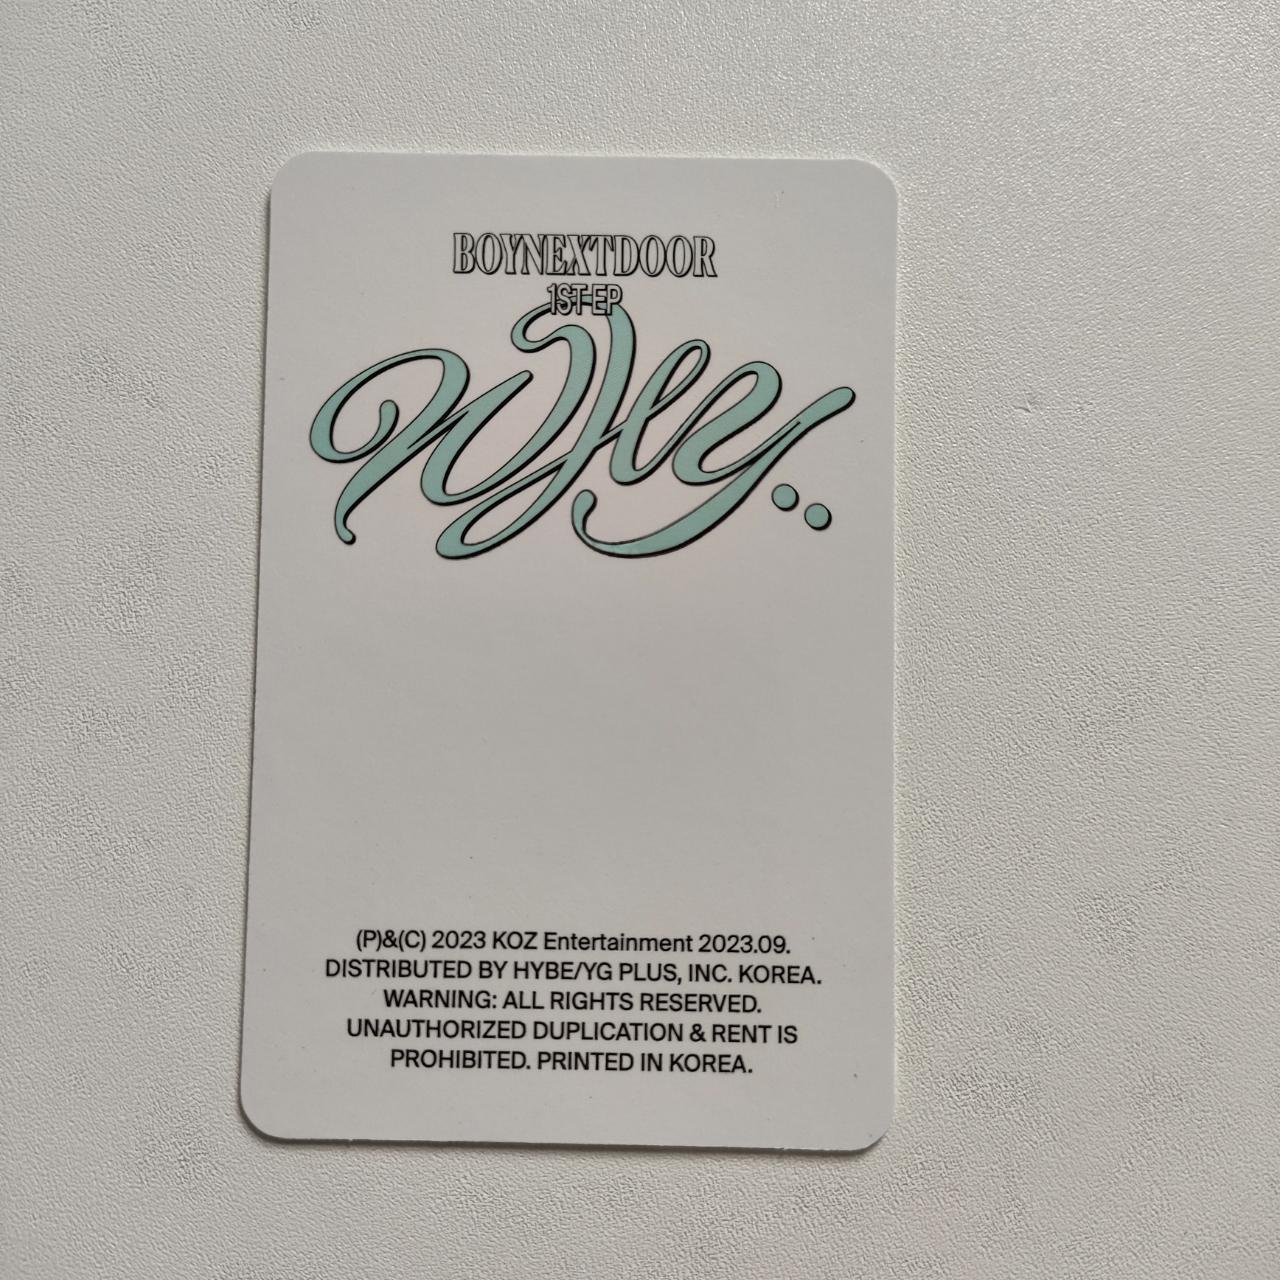 BOYNEXTDOOR
1ST EP
Why..
(P)&(C) 2023 KOZ Entertainment 2023.09.
DISTRIBUTED BY HYBE/YG PLUS, INC. KOREA.
WARNING: ALL RIGHTS RESERVED.
UNAUTHORIZED DUPLICATION & RENT IS
PROHIBITED. PRINTED IN KOREA.